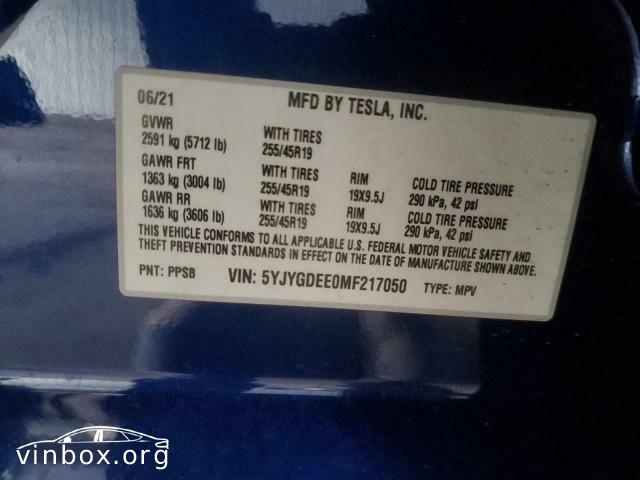 06/21 MFD BY TESLA, INC.
GVWR
2591 kg (5712 lb) WITH TIRES
255/45R19
GAWR FRT
1363 kg (3004 lb) WITH TIRES RIM COLD TIRE PRESSURE
255/45R19 19X9.5J 290 kPa, 42 psi
GAWR RR
1636 kg (3606 lb) WITH TIRES RIM COLD TIRE PRESSURE
255/45R19 19X9.5J 290 kPa, 42 psi
THIS VEHICLE CONFORMS TO ALL APPLICABLE U.S. FEDERAL MOTOR VEHICLE SAFETY AND
THEFT PREVENTION STANDARDS IN EFFECT ON THE DATE OF MANUFACTURE SHOWN ABOVE.
PNT: PPSB VIN: 5YJYGDEE0MF217050 TYPE: MPV
vinbox.org